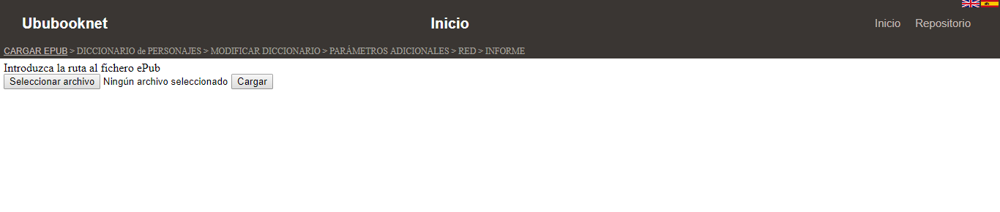 Ububooknet Inicio Inicio Repositorio
CARGAR EPUB > DICCIONARIO de PERSONAJES > MODIFICAR DICCIONARIO > PARÁMETROS ADICIONALES > RED > INFORME
Introduzca la ruta al fichero ePub
Seleccionar archivo Ningún archivo seleccionado Cargar